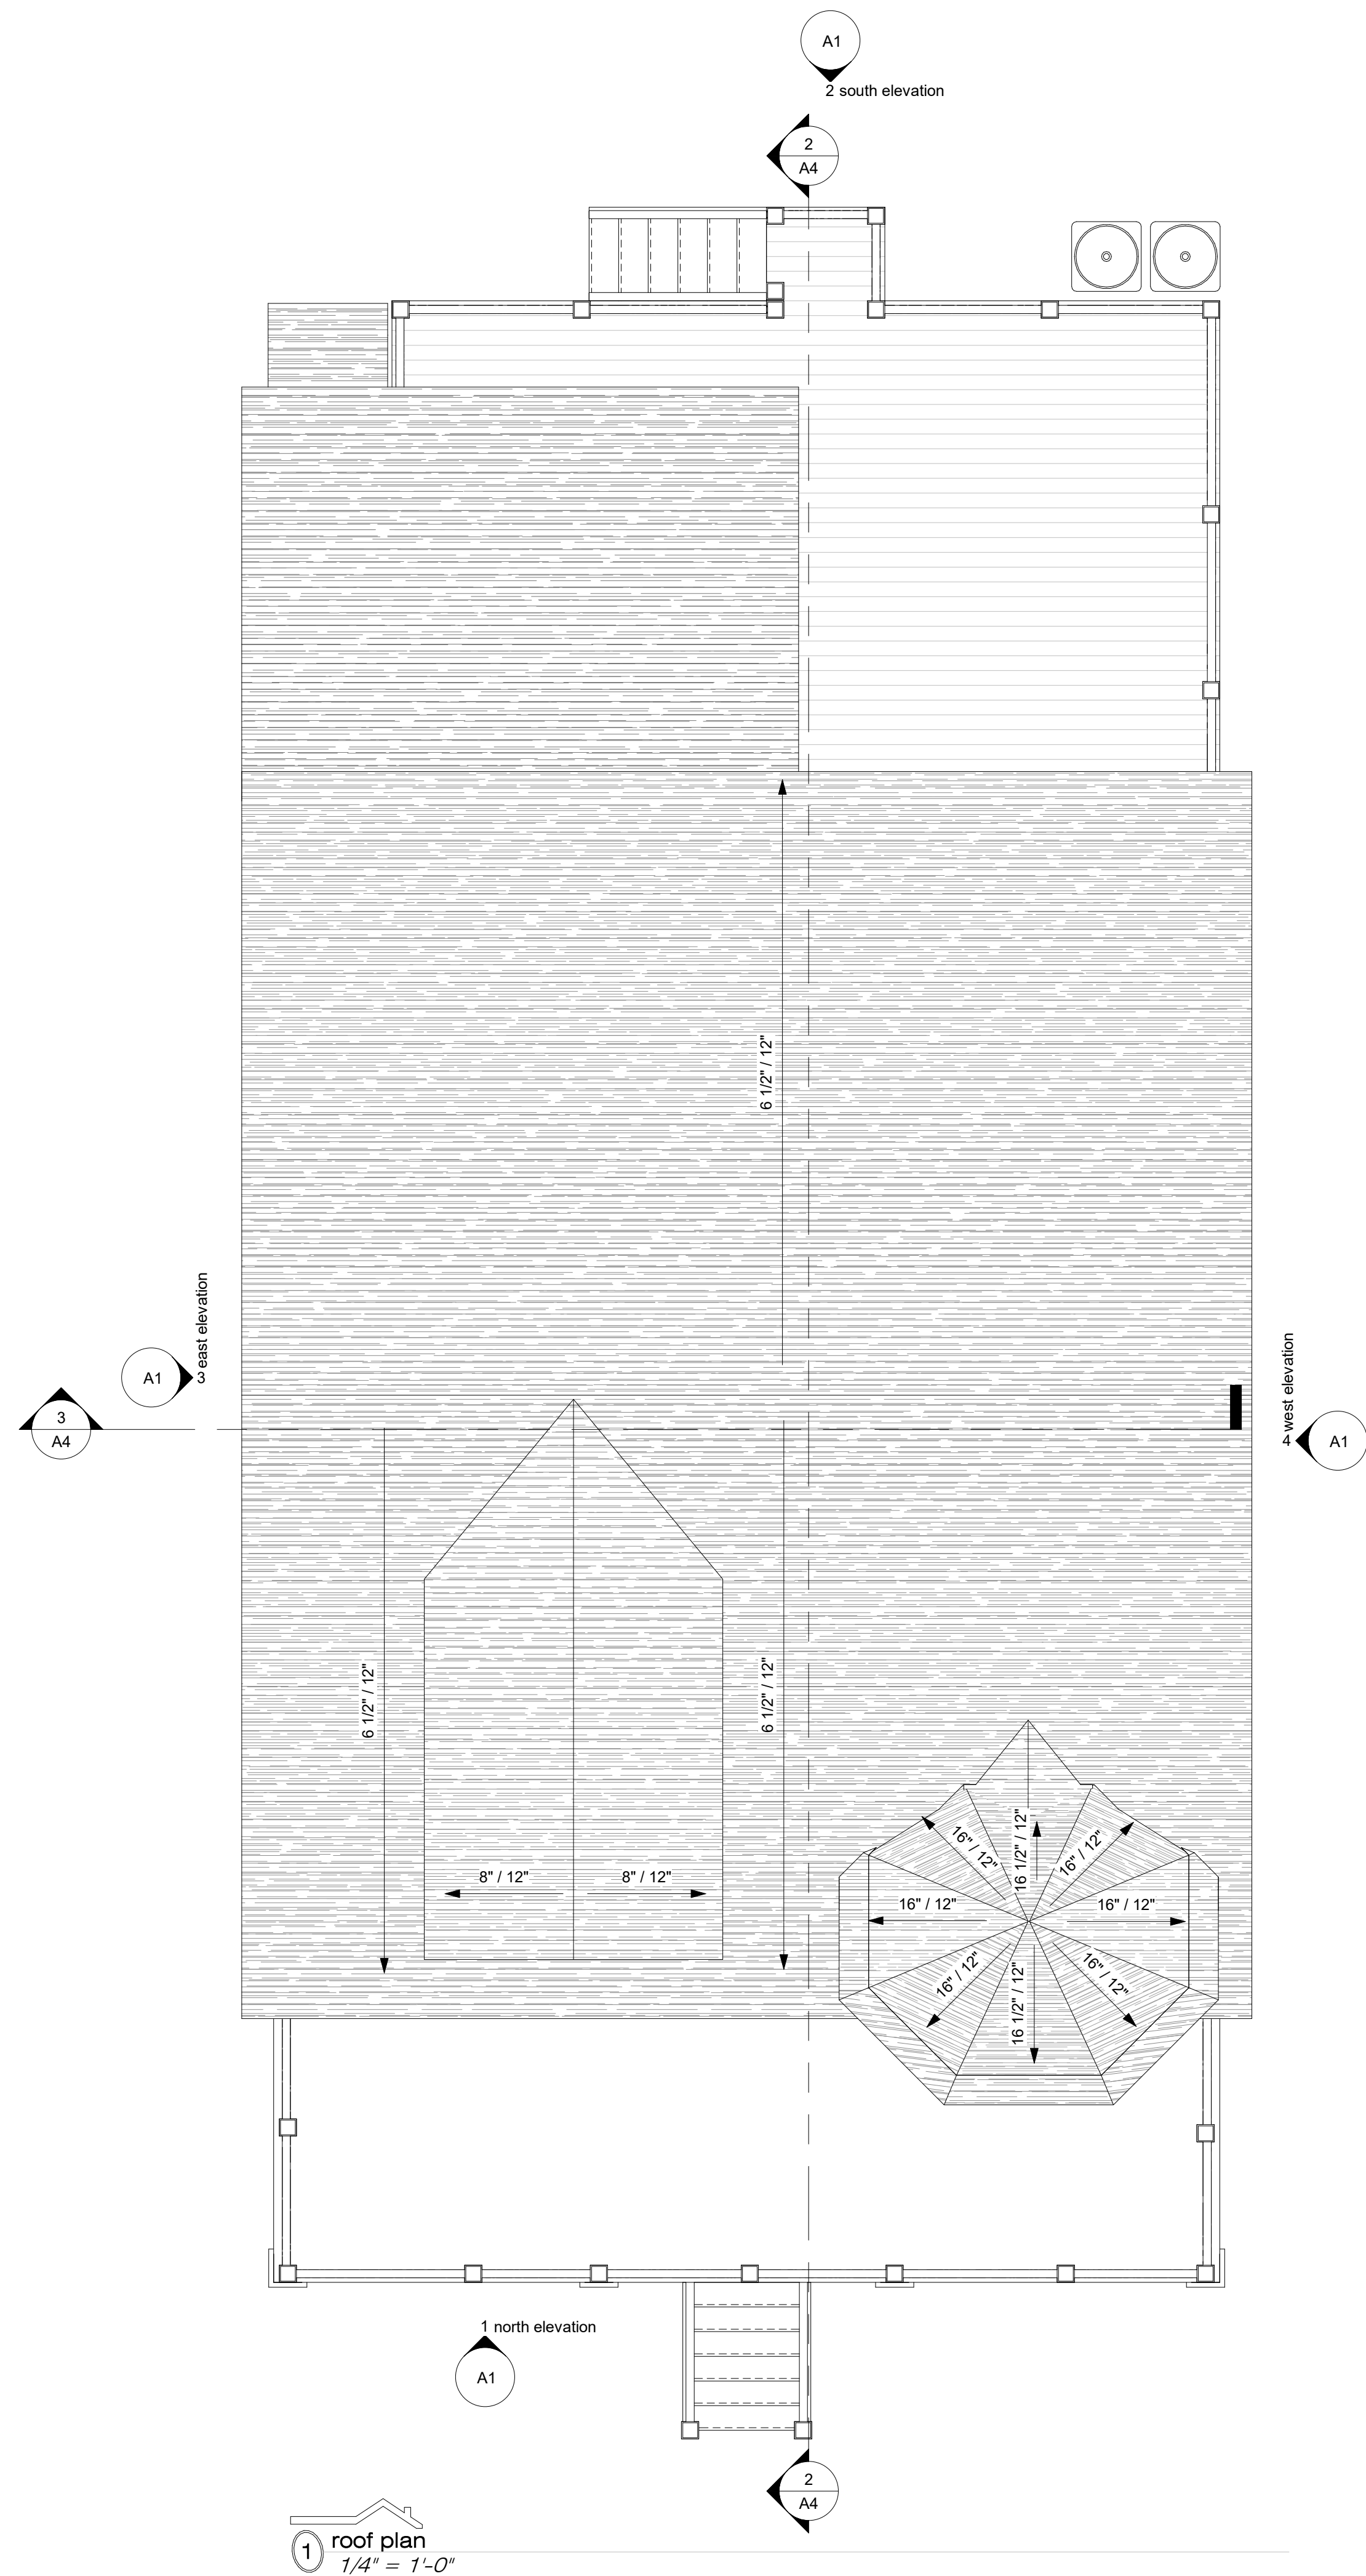 A1
2 south elevation
2
A4
6 1/2" / 12"
east elevation
A1
3
3
A4
west elevation
4
A1
6 1/2" / 12"
6 1/2" / 12"
16" / 12"
16 1/2" / 12"
16" / 12"
8" / 12"
8" / 12"
16" / 12"
16" / 12"
16" / 12"
16 1/2" / 12"
16" / 12"
1 north elevation
A1
2
A4
1 roof plan
1/4" = 1'-0"